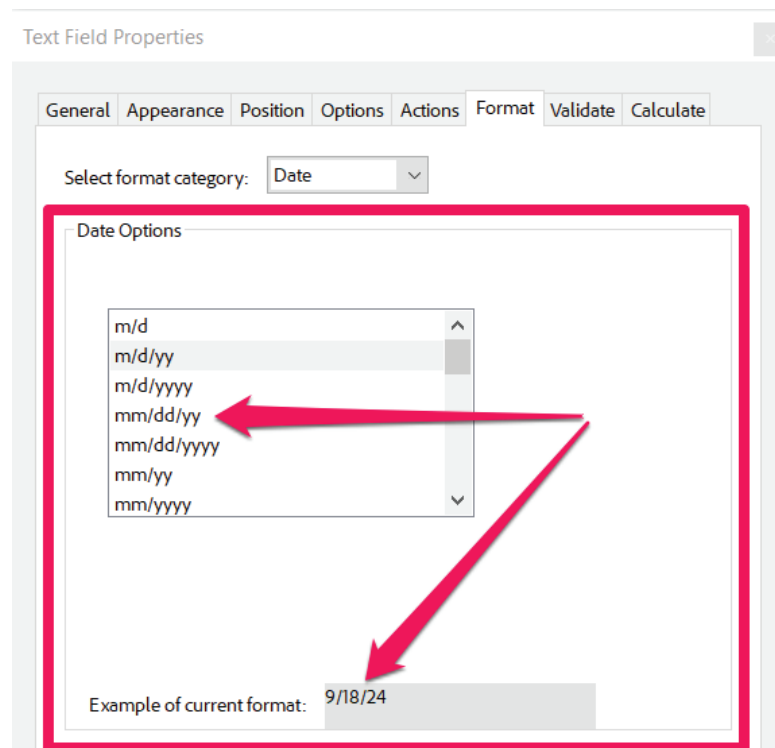 Text Field Properties
General Appearance Position Options Actions Format Validate Calculate
Select format category: Date
Date Options
m/d
m/d/yy
m/d/yyyy
mm/dd/yy
mm/dd/yyyy
mm/yy
mm/yyyy
Example of current format: 9/18/24